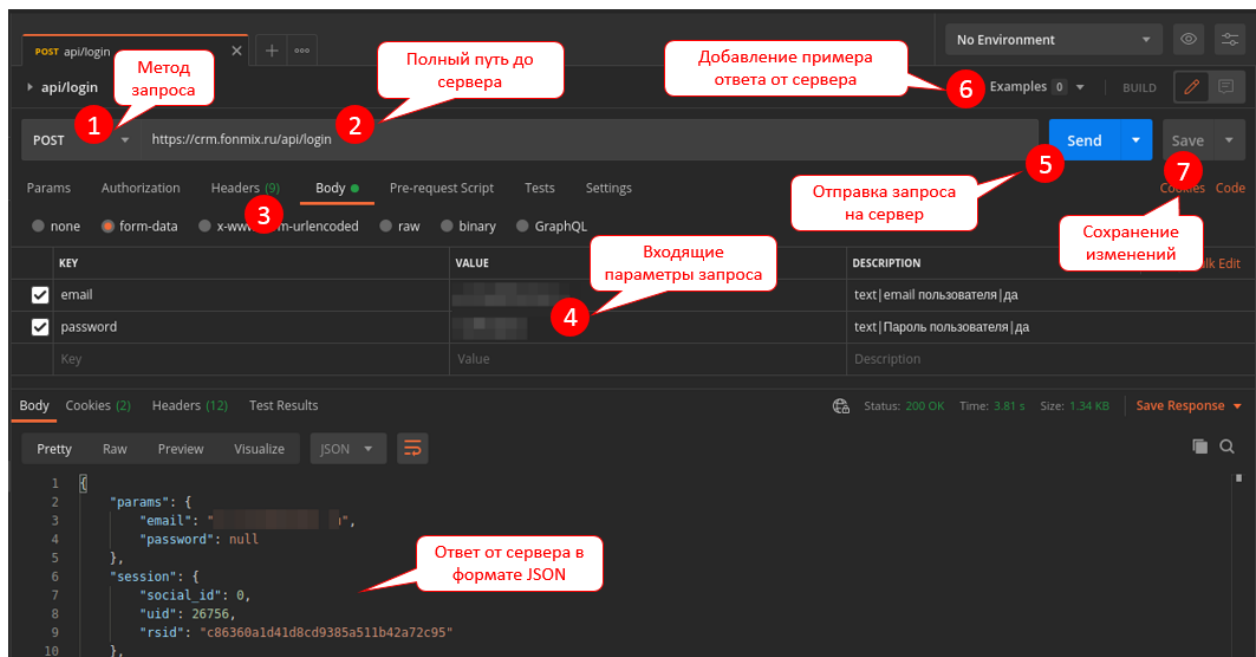 POST api/login
No Environment
Метод
запроса
Полный путь до
сервера
Добавление примера
ответа от сервера
api/login
6
Examples 0
BUILD
1
2
POST
https://crm.fonmix.ru/api/login
Send
Save
5
7
Params Authorization Headers (9) Body Pre-request Script Tests Settings
Cookies Code
Отправка запроса
на сервер
3
none form-data x-www-form-urlencoded raw binary GraphQL
Сохранение
изменений
Входящие
параметры запроса
KEY VALUE DESCRIPTION
lk Edit
email
text|email пользователя|да
4
password
text|Пароль пользователя|да
Key Value Description
Body Cookies (2) Headers (12) Test Results
Status: 200 OK Time: 3.81 s Size: 1.34 KB Save Response
Pretty Raw Preview Visualize JSON
1 {
2 "params": {
3 "email": "
",
4 "password": null
5 },
Ответ от сервера в
формате JSON
6 "session": {
7 "social_id": 0,
8 "uid": 26756,
9 "rsid": "c86360a1d41d8cd9385a511b42a72c95"
10 },